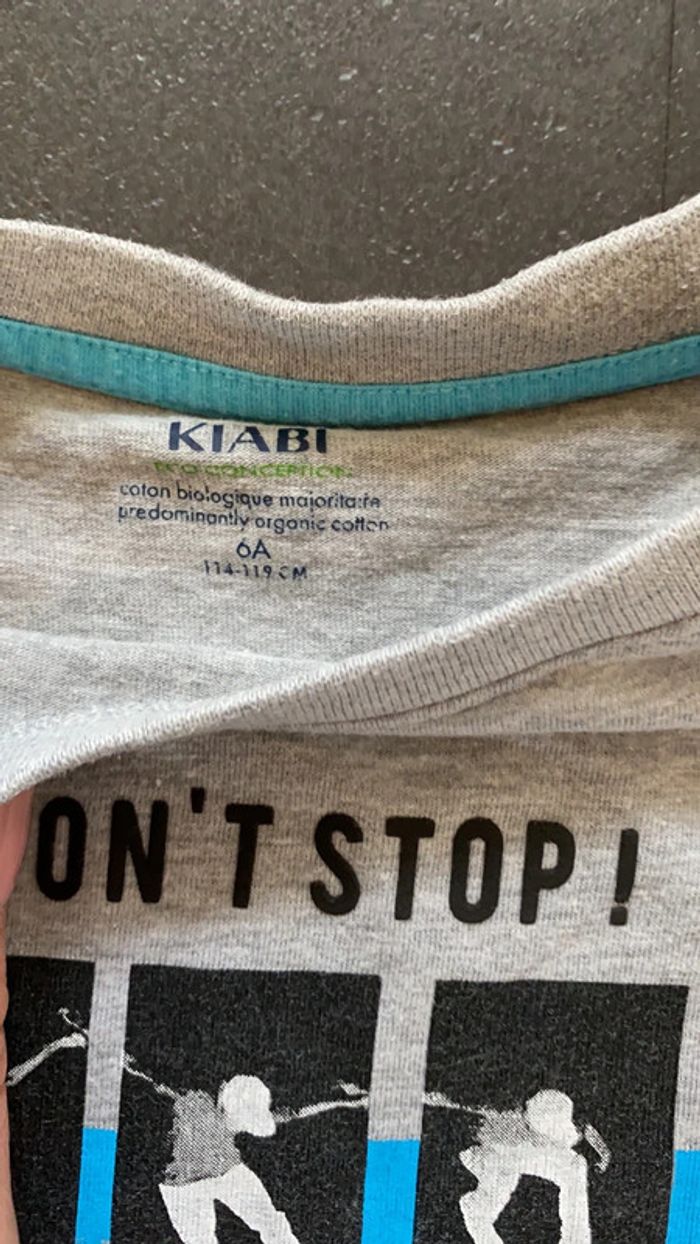 KIABI
ECO CONCEPTION
coton biologique majoritaire
predominantly organic cotton
6A
114-119 CM
ON'T STOP !